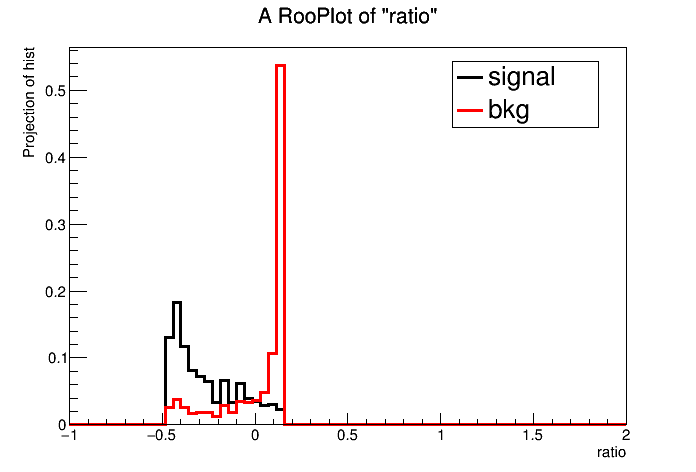 A RooPlot of "ratio"
Projection of hist
signal
bkg
0.5
0.4
0.3
0.2
0.1
0
−1 −0.5 0 0.5 1 1.5 2
ratio